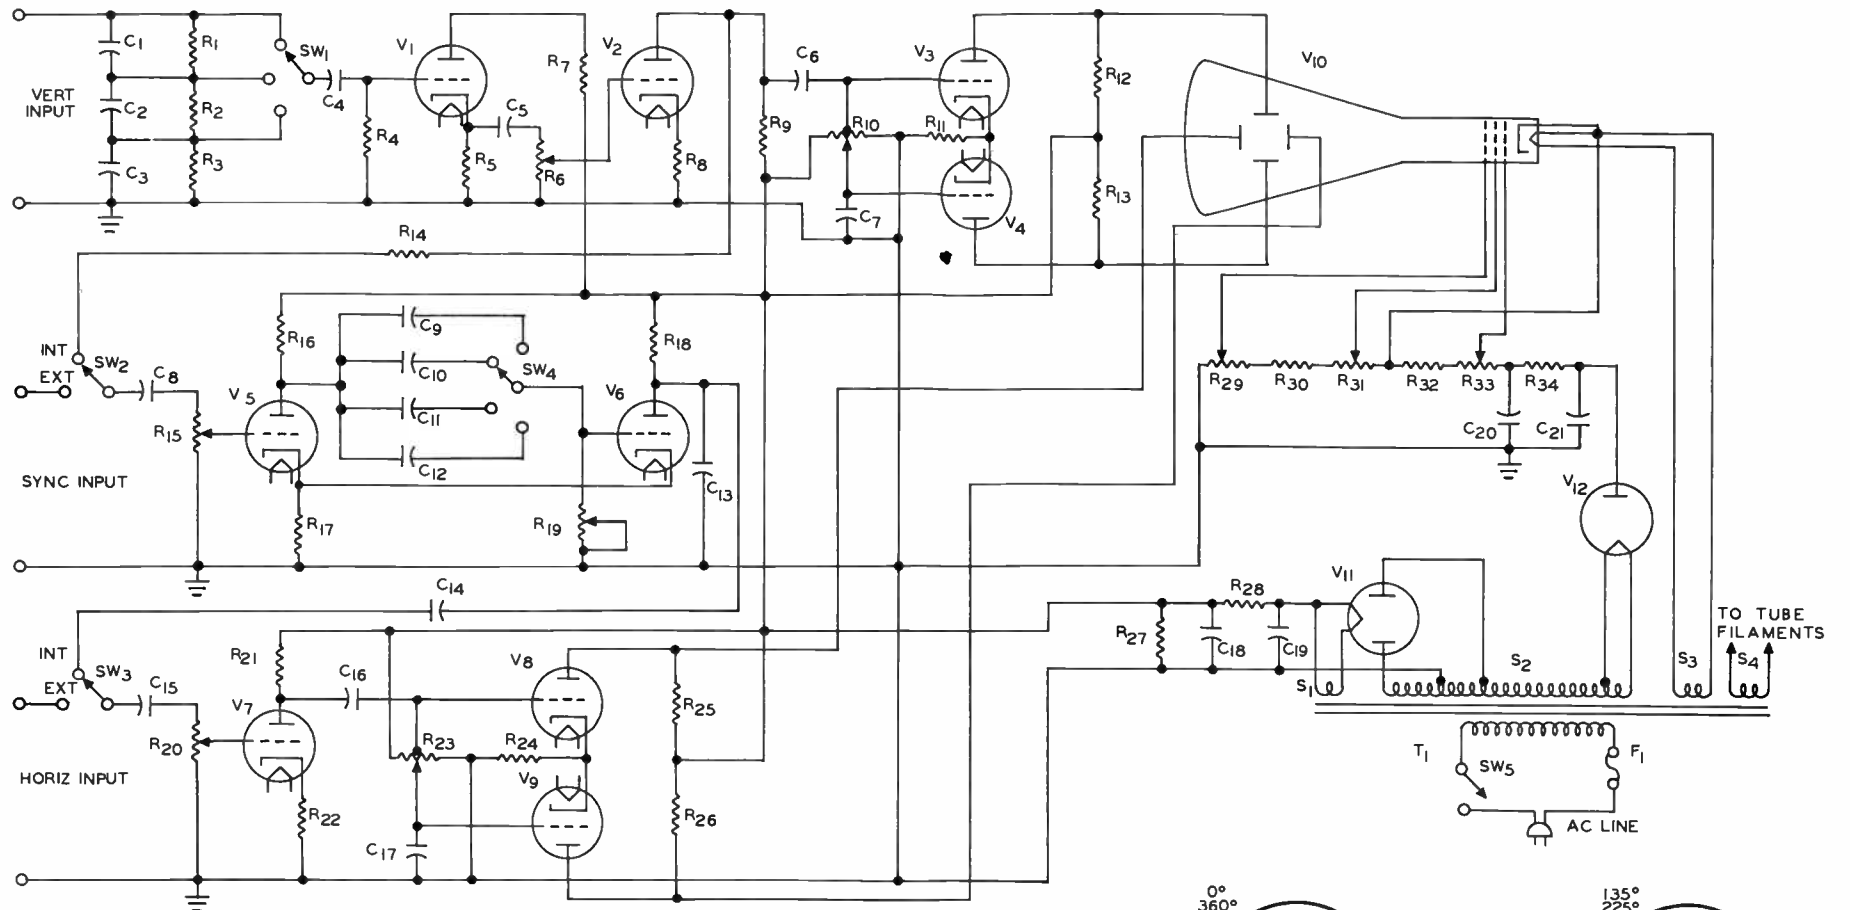 C1
R1
SW1
V1
R7
V2
C6
V3
R12
V10
VERT
INPUT
C2
R2
C4
C5
R9
R10
R11
C3
R3
R4
R5
R6
R8
C7
V4
R13
R14
R16
C9
R18
INT
EXT
SW2
C8
C10
SW4
V5
C11
V6
R15
C12
C13
SYNC INPUT
R17
R19
R29
R30
R31
R32
R33
R34
C20
C21
V12
C14
V11
R28
R27
C18
C19
S1
S2
S3
S4
TO TUBE
FILAMENTS
INT
EXT
SW3
R21
C15
C16
V8
V7
R20
R23
R24
R25
V9
HORIZ INPUT
R22
C17
R26
T1
SW5
F1
AC LINE
0°
360°
135°
225°